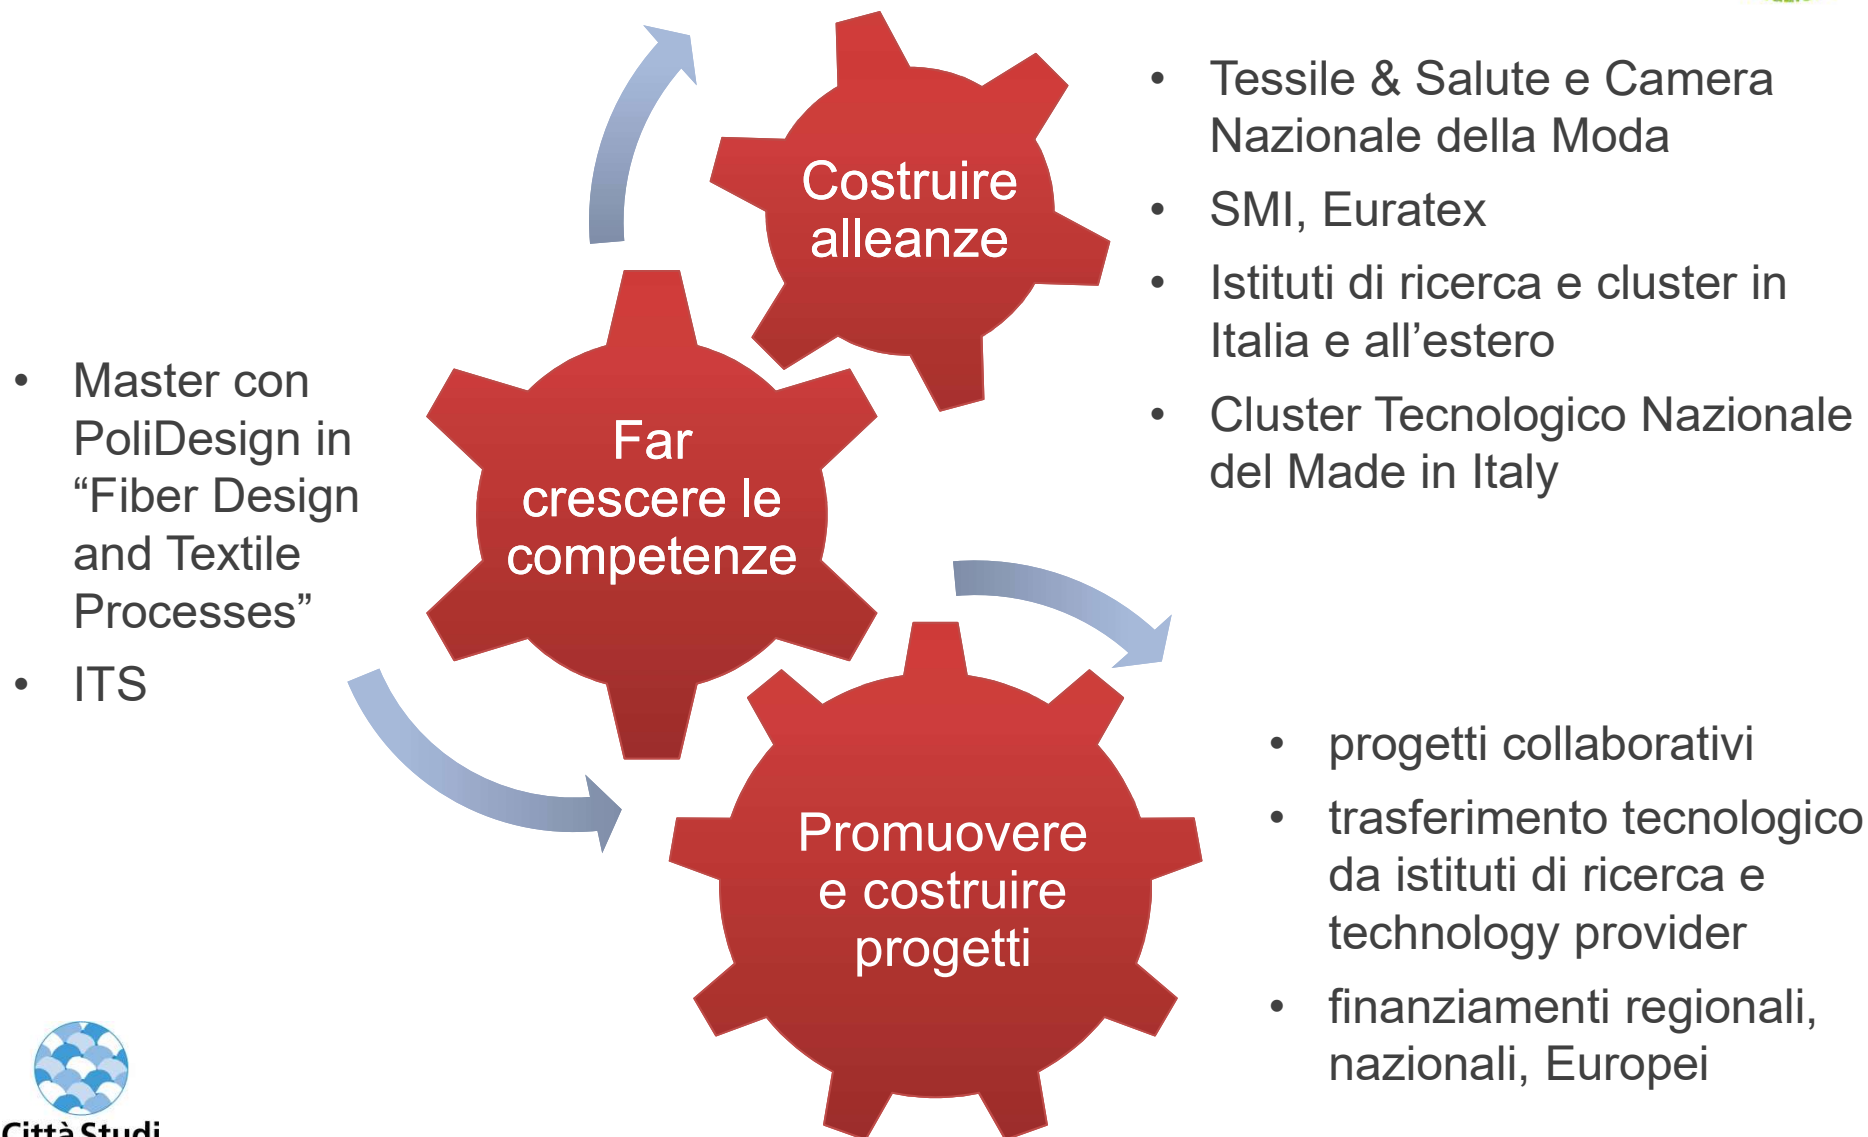 Costruire
alleanze
• Tessile & Salute e Camera
Nazionale della Moda
• SMI, Euratex
• Istituti di ricerca e cluster in
Italia e all’estero
• Cluster Tecnologico Nazionale
del Made in Italy
• Master con
PoliDesign in
“Fiber Design
and Textile
Processes”
• ITS
Far
crescere le
competenze
Promuovere
e costruire
progetti
• progetti collaborativi
• trasferimento tecnologico
da istituti di ricerca e
technology provider
• finanziamenti regionali,
nazionali, Europei
Città Studi